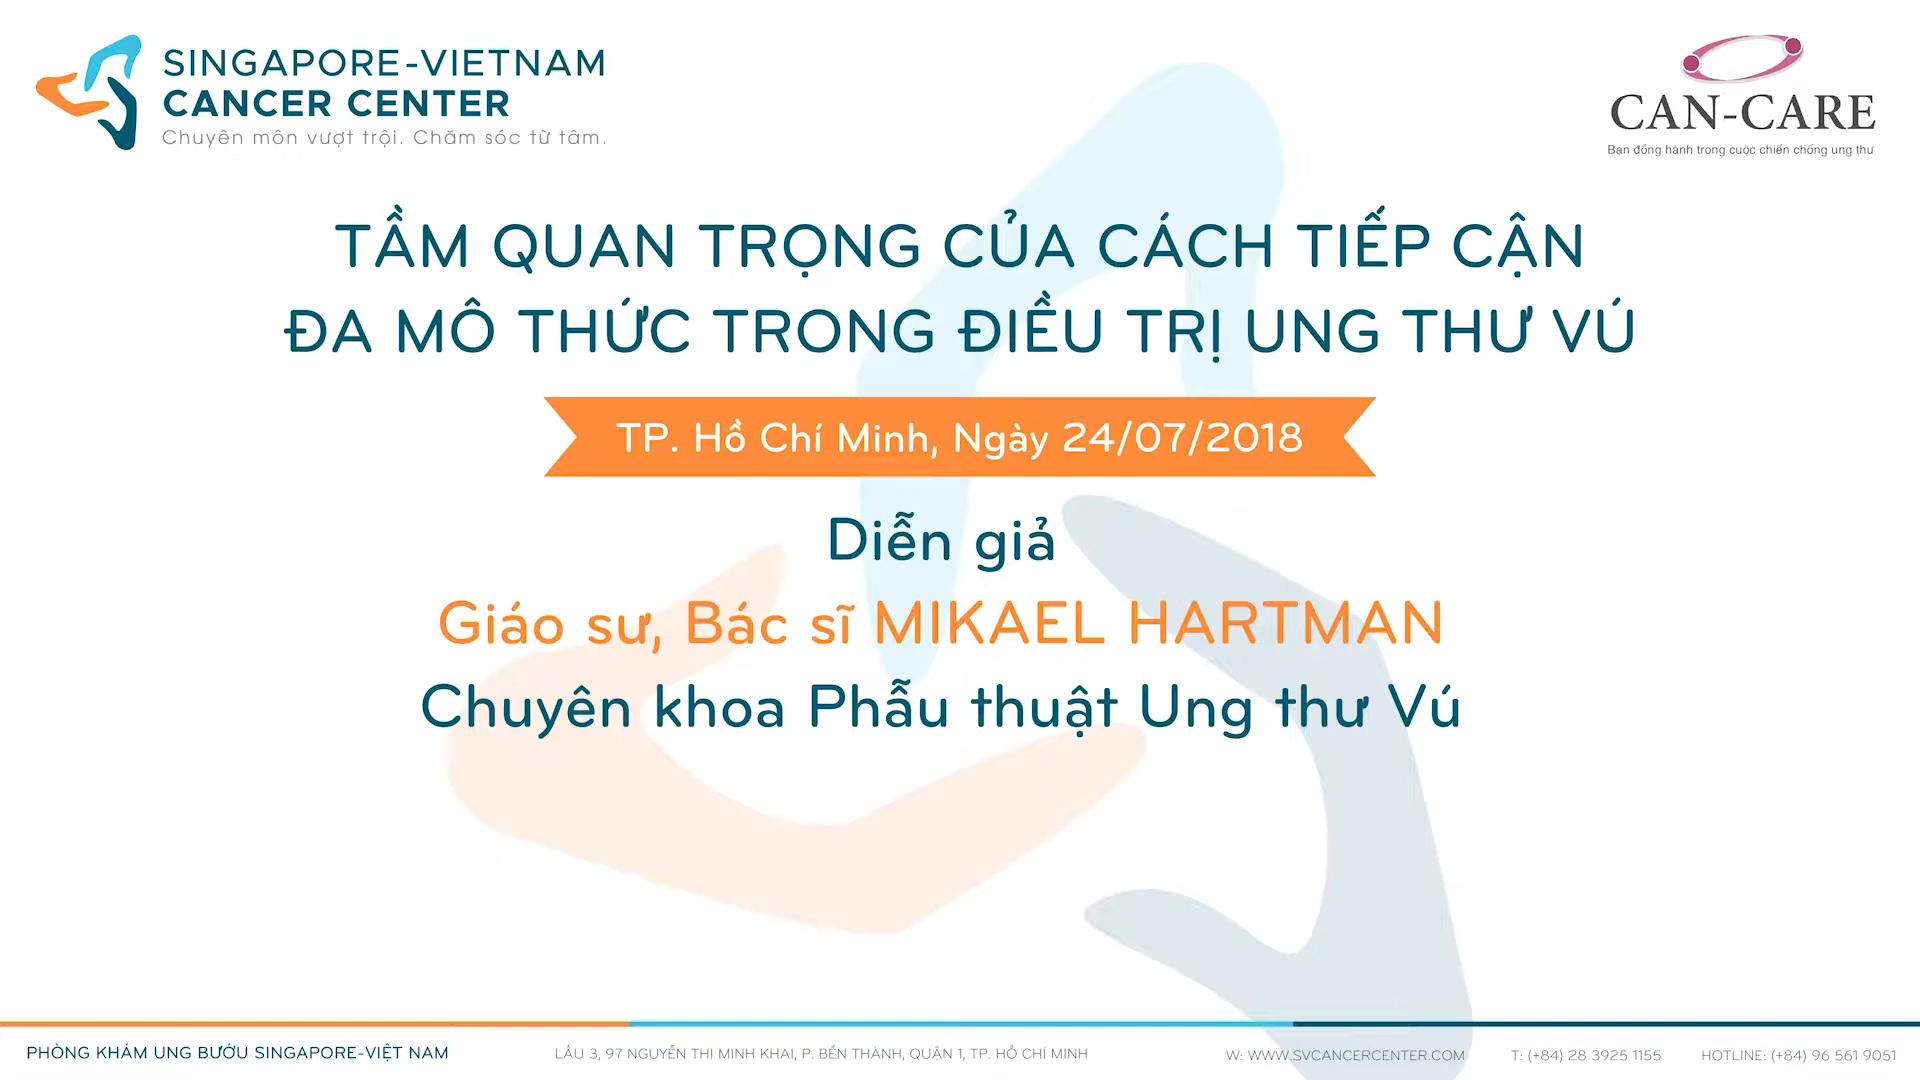 SINGAPORE-VIETNAM
CANCER CENTER
Chuyên môn vượt trội. Chăm sóc từ tâm.
CAN-CARE
Bạn đồng hành trong cuộc chiến chống ung thư
TẦM QUAN TRỌNG CỦA CÁCH TIẾP CẬN
ĐA MÔ THỨC TRONG ĐIỀU TRỊ UNG THƯ VÚ
TP. Hồ Chí Minh, Ngày 24/07/2018
Diễn giả
Giáo sư, Bác sĩ MIKAEL HARTMAN
Chuyên khoa Phẫu thuật Ung thư Vú
PHÒNG KHÁM UNG BƯỚU SINGAPORE-VIỆT NAM
LẦU 3, 97 NGUYỄN THỊ MINH KHAI, P. BẾN THÀNH, QUẬN 1, TP. HỒ CHÍ MINH
W: WWW.SVCANCERCENTER.COM
T: (+84) 28 3925 1155
HOTLINE: (+84) 96 561 9051